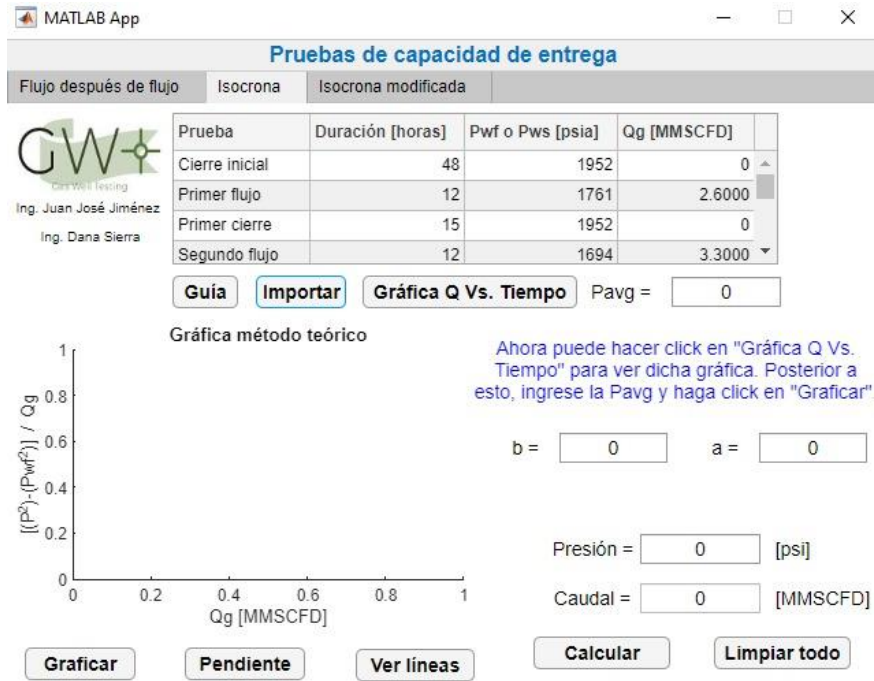 MATLAB App
Pruebas de capacidad de entrega
Flujo después de flujo Isocrona Isocrona modificada
GW
Gas Well Testing
Ing. Juan José Jiménez
Ing. Dana Sierra
Prueba Duración [horas] Pwf o Pws [psia] Qg [MMSCFD]
Cierre inicial 48 1952 0
Primer flujo 12 1761 2.6000
Primer cierre 15 1952 0
Segundo flujo 12 1694 3.3000
Guía Importar Gráfica Q Vs. Tiempo Pavg = 0
Gráfica método teórico
[(P²)-(Pwf²)] / Qg
1
0.8
0.6
0.4
0.2
0
0 0.2 0.4 0.6 0.8 1
Qg [MMSCFD]
Ahora puede hacer click en "Gráfica Q Vs.
Tiempo" para ver dicha gráfica. Posterior a
esto, ingrese la Pavg y haga click en "Graficar"
b = 0 a = 0
Presión = 0 [psi]
Caudal = 0 [MMSCFD]
Graficar Pendiente Ver líneas Calcular Limpiar todo